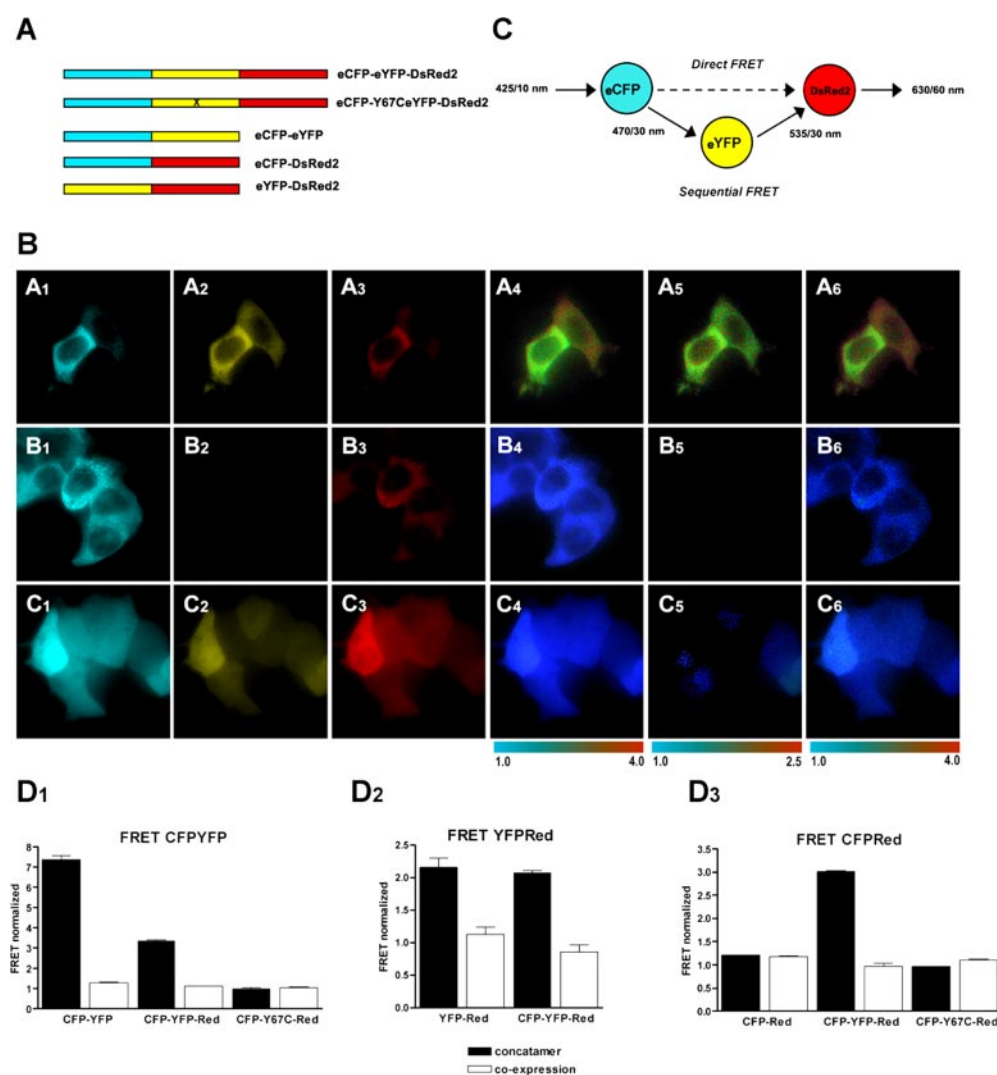 A
eCFP-eYFP-DsRed2
eCFP-Y67CeYFP-DsRed2
X
eCFP-eYFP
eCFP-DsRed2
eYFP-DsRed2
C
425/10 nm
eCFP
Direct FRET
DsRed2
630/60 nm
470/30 nm
535/30 nm
eYFP
Sequential FRET
B
A1 A2 A3 A4 A5 A6
B1 B2 B3 B4 B5 B6
C1 C2 C3 C4 C5 C6
1.0 4.0 1.0 2.5 1.0 4.0
D1
FRET CFPYFP
FRET normalized
8
7
6
5
4
3
2
1
0
CFP-YFP CFP-YFP-Red CFP-Y67C-Red
D2
FRET YFPRed
FRET normalized
2.5
2.0
1.5
1.0
0.5
0.0
YFP-Red CFP-YFP-Red
D3
FRET CFPRed
FRET normalized
3.5
3.0
2.5
2.0
1.5
1.0
0.5
0.0
CFP-Red CFP-YFP-Red CFP-Y67C-Red
concatamer
co-expression